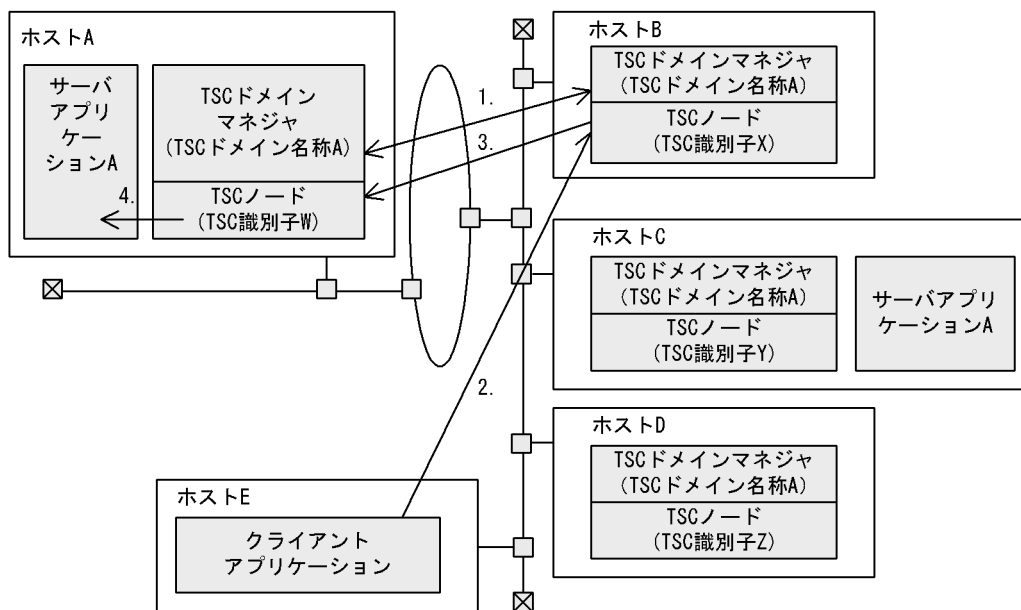 ホストA
サーバ
アプリ
ケー
ションA
TSCドメイン
マネジャ
(TSCドメイン名称A)
TSCノード
(TSC識別子W)
4.
1.
3.
2.
ホストB
TSCドメインマネジャ
(TSCドメイン名称A)
TSCノード
(TSC識別子X)
ホストC
TSCドメインマネジャ
(TSCドメイン名称A)
TSCノード
(TSC識別子Y)
サーバアプリ
ケーションA
ホストD
TSCドメインマネジャ
(TSCドメイン名称A)
TSCノード
(TSC識別子Z)
ホストE
クライアント
アプリケーション